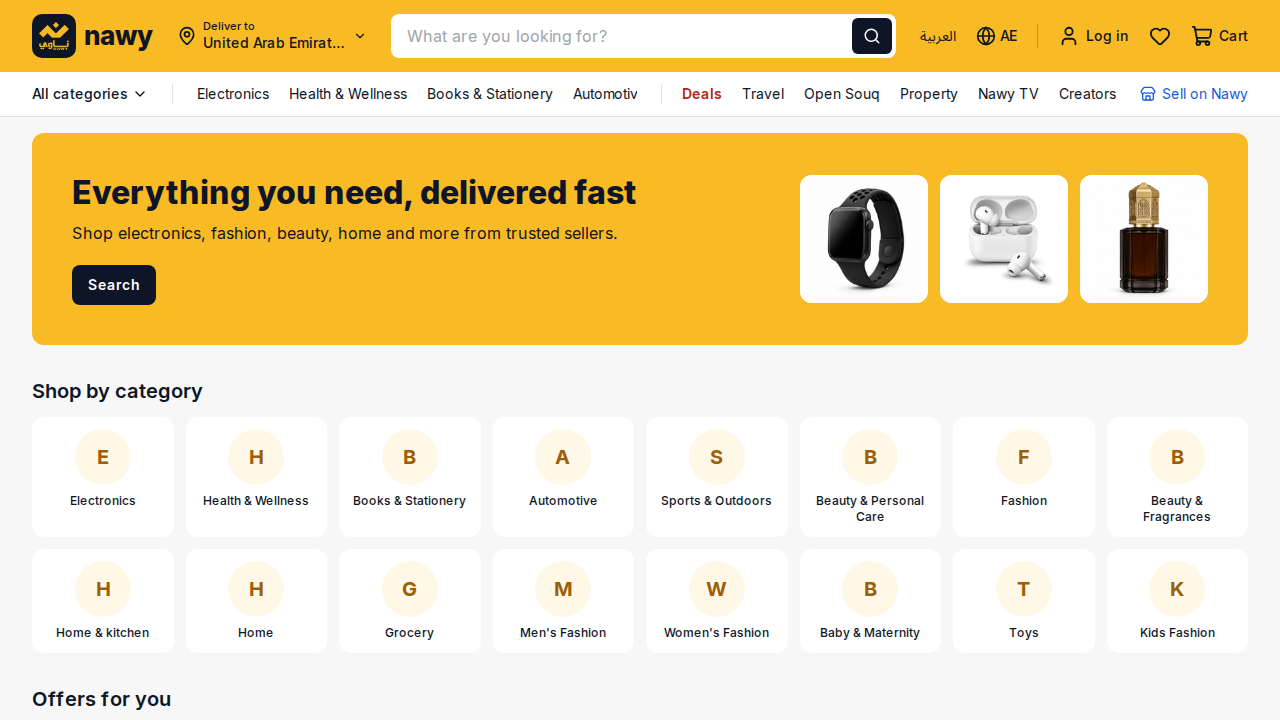 ناوي
NAWY
nawy
Deliver to
United Arab Emirat...
What are you looking for?
العربية
AE
Log in
Cart
All categories
Electronics
Health & Wellness
Books & Stationery
Automotiv
Deals
Travel
Open Souq
Property
Nawy TV
Creators
Sell on Nawy
Everything you need, delivered fast
Shop electronics, fashion, beauty, home and more from trusted sellers.
Search
Shop by category
E
Electronics
H
Health & Wellness
B
Books & Stationery
A
Automotive
S
Sports & Outdoors
B
Beauty & Personal
Care
F
Fashion
B
Beauty &
Fragrances
H
Home & kitchen
H
Home
G
Grocery
M
Men's Fashion
W
Women's Fashion
B
Baby & Maternity
T
Toys
K
Kids Fashion
Offers for you